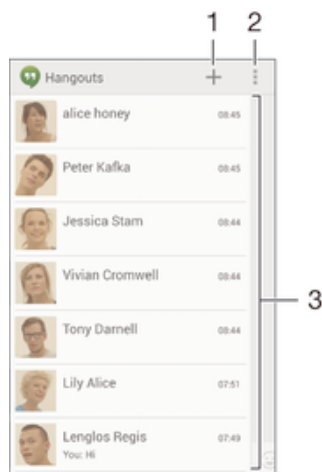 1 2
Hangouts
alice honey 08:45
Peter Kafka 08:45
Jessica Stam 08:44
Vivian Cromwell 08:44
3
Tony Darnell 08:44
Lily Alice 07:51
Lenglos Regis 07:49
You: Hi